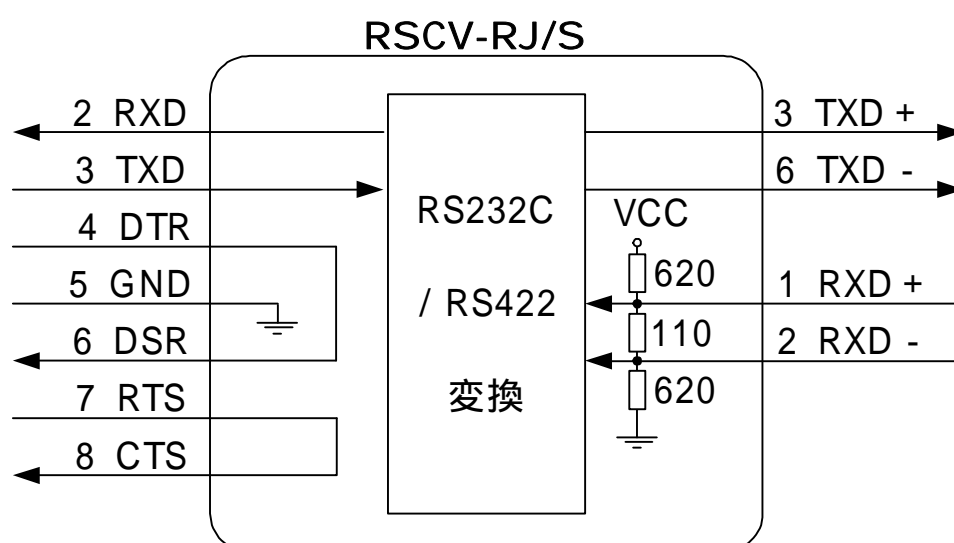 RSCV-RJ/S
2 RXD
3 TXD
4 DTR
5 GND
6 DSR
7 RTS
8 CTS
RS232C
/ RS422
変換
VCC
620
110
620
3 TXD +
6 TXD -
1 RXD +
2 RXD -